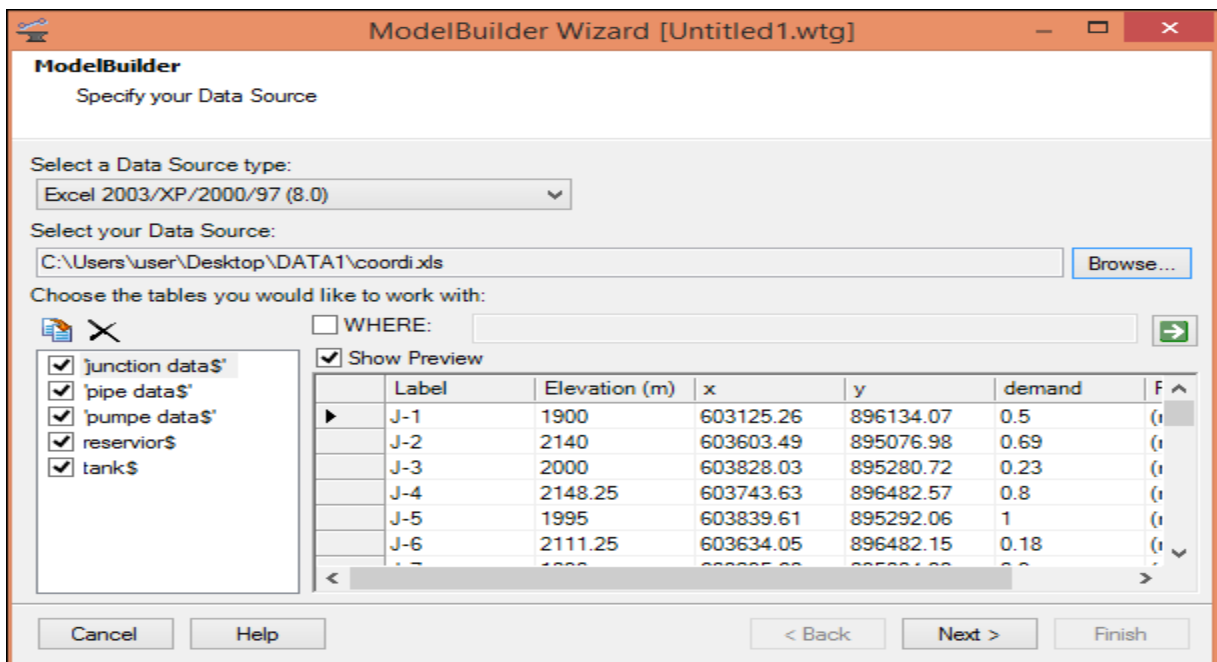 ModelBuilder Wizard [Untitled1.wtg]
ModelBuilder
Specify your Data Source
Select a Data Source type:
Excel 2003/XP/2000/97 (8.0)
Select your Data Source:
C:\Users\user\Desktop\DATA1\coordi.xls Browse...
Choose the tables you would like to work with:
WHERE:
Show Preview
'junction data$'
'pipe data$'
'pumpe data$'
reservior$
tank$
Label Elevation (m) x y demand
J-1 1900 603125.26 896134.07 0.5
J-2 2140 603603.49 895076.98 0.69
J-3 2000 603828.03 895280.72 0.23
J-4 2148.25 603743.63 896482.57 0.8
J-5 1995 603839.61 895292.06 1
J-6 2111.25 603634.05 896482.15 0.18
Cancel Help < Back Next > Finish